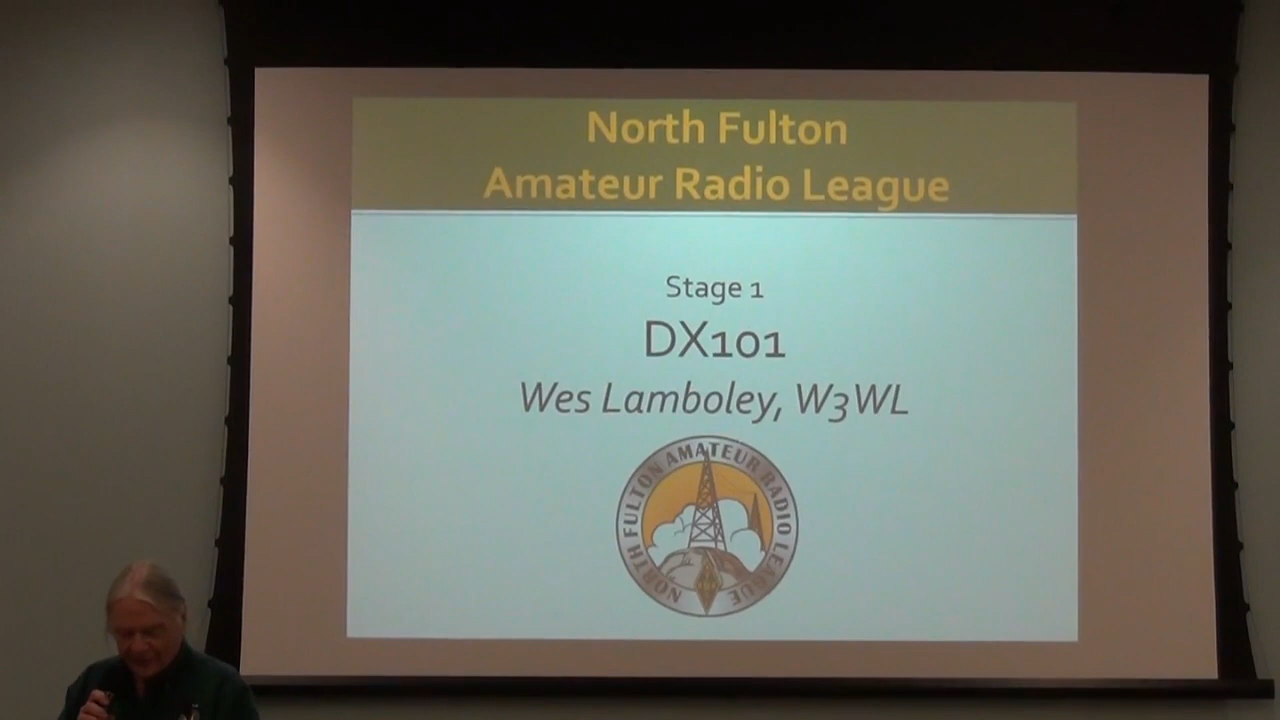 North Fulton
Amateur Radio League
Stage 1
DX101
Wes Lamboley, W3WL
NORTH FULTON AMATEUR RADIO LEAGUE